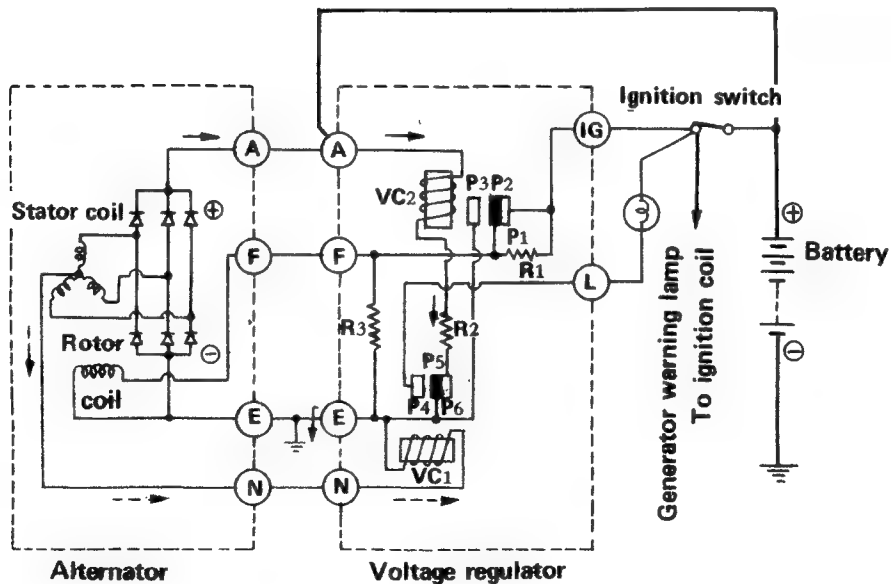 Ignition switch
A
A
IG
P3 P2
VC2
Stator coil
⊕
P1
R1
F
F
L
⊕
Battery
Generator warning lamp
To ignition coil
R3
R2
Rotor
coil
⊖
⊖
P5
P4 P6
E
E
VC1
N
N
Alternator
Voltage regulator